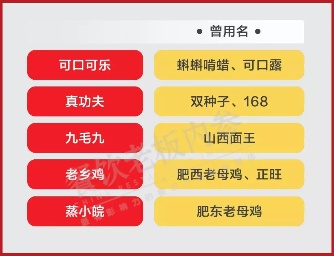 • 曾用名 •
可口可乐 蝌蝌啃蜡、可口露
真功夫 双种子、168
九毛九 山西面王
老乡鸡 肥西老母鸡、正旺
蒸小皖 肥东老母鸡
餐饮老板内参